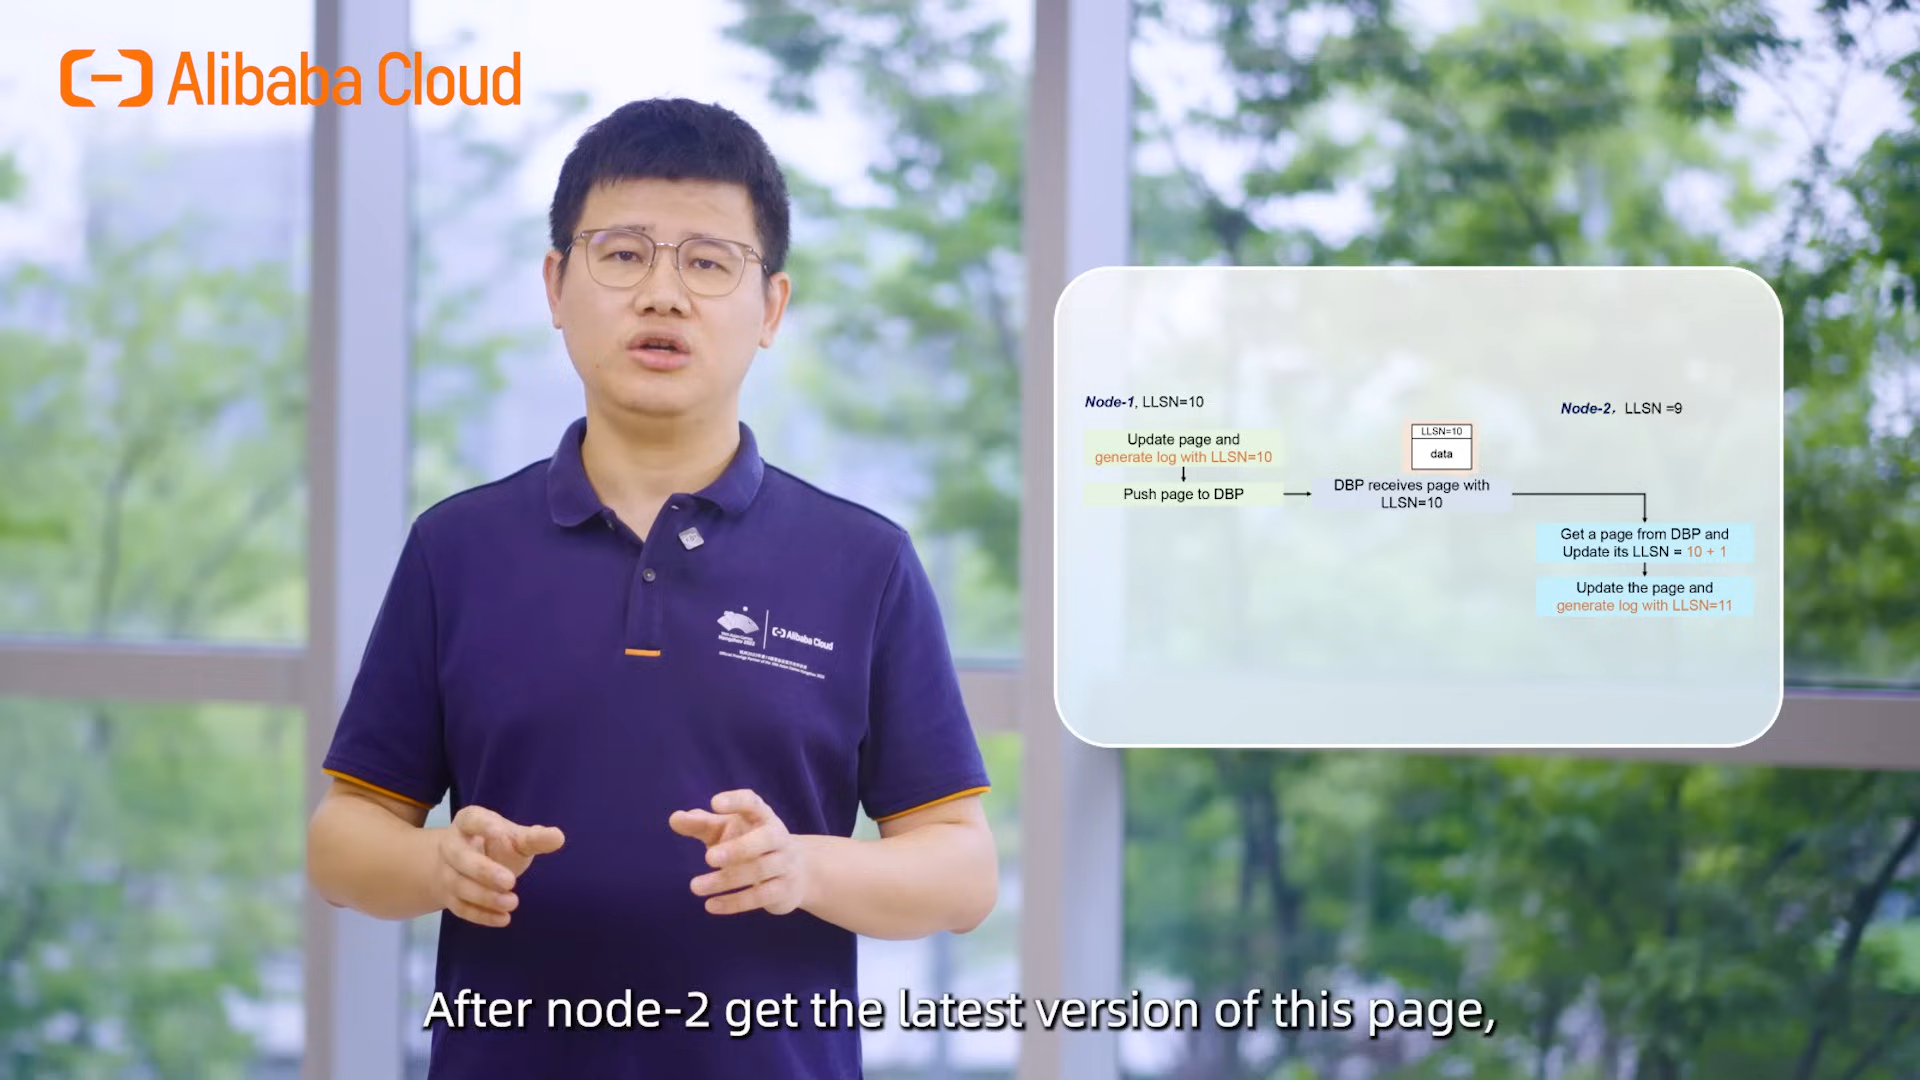 Alibaba Cloud
Node-1, LLSN=10
Update page and
generate log with LLSN=10
Push page to DBP
LLSN=10
data
DBP receives page with
LLSN=10
Node-2, LLSN =9
Get a page from DBP and
Update its LLSN = 10 + 1
Update the page and
generate log with LLSN=11
Alibaba Cloud
After node-2 get the latest version of this page,